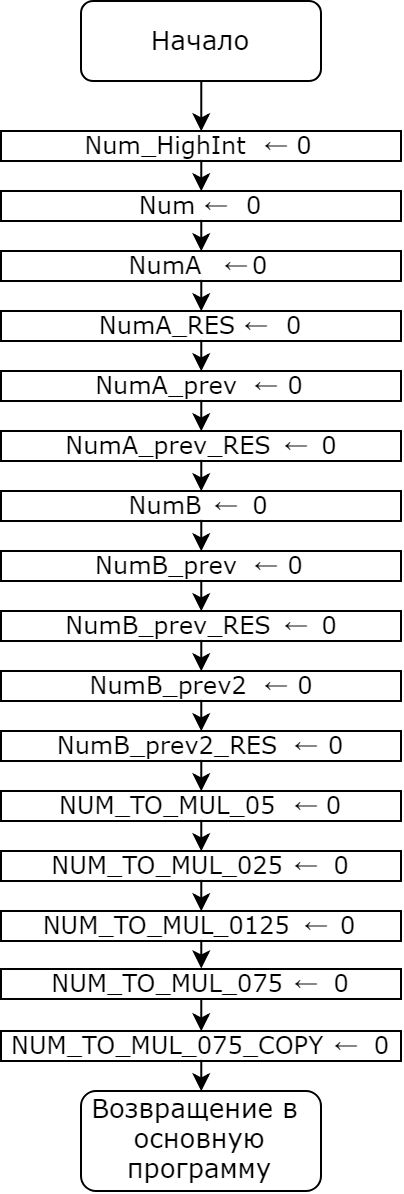 Начало
Num_HighInt ← 0
Num ← 0
NumA ← 0
NumA_RES ← 0
NumA_prev ← 0
NumA_prev_RES ← 0
NumB ← 0
NumB_prev ← 0
NumB_prev_RES ← 0
NumB_prev2 ← 0
NumB_prev2_RES ← 0
NUM_TO_MUL_05 ← 0
NUM_TO_MUL_025 ← 0
NUM_TO_MUL_0125 ← 0
NUM_TO_MUL_075 ← 0
NUM_TO_MUL_075_COPY ← 0
Возвращение в
основную
программу